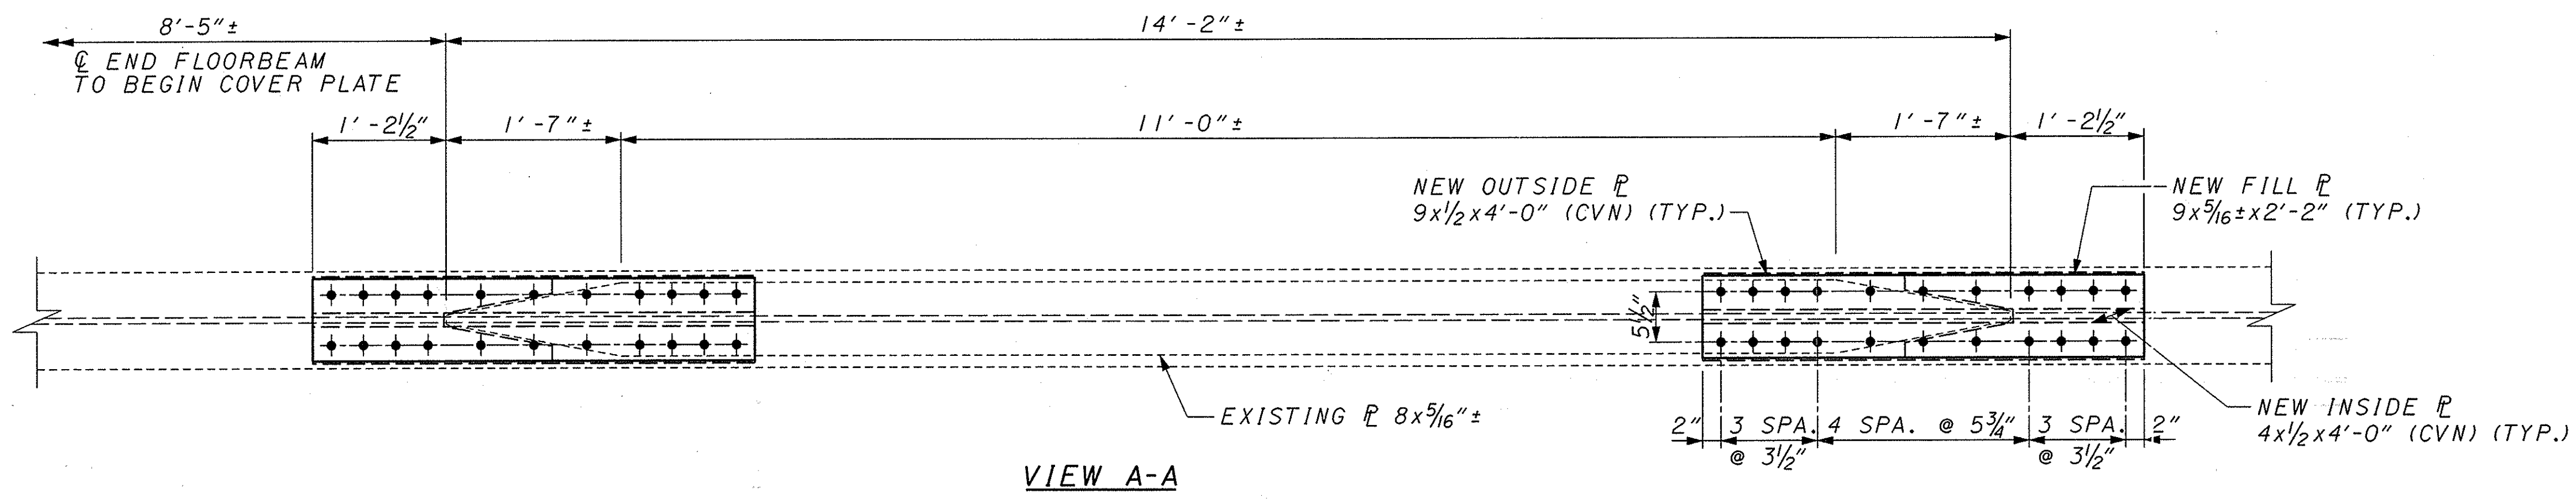 8'-5"±
14'-2"±
℄ END FLOORBEAM
TO BEGIN COVER PLATE
1'-2½"
1'-7"±
11'-0"±
1'-7"±
1'-2½"
NEW OUTSIDE ⅊
9x½x4'-0" (CVN) (TYP.)
NEW FILL ⅊
9x5/16±x2'-2" (TYP.)
5½"
EXISTING ⅊ 8x5/16"±
NEW INSIDE ⅊
4x½x4'-0" (CVN) (TYP.)
2"
3 SPA.
@ 3½"
4 SPA. @ 5¾"
3 SPA.
@ 3½"
2"
VIEW A-A